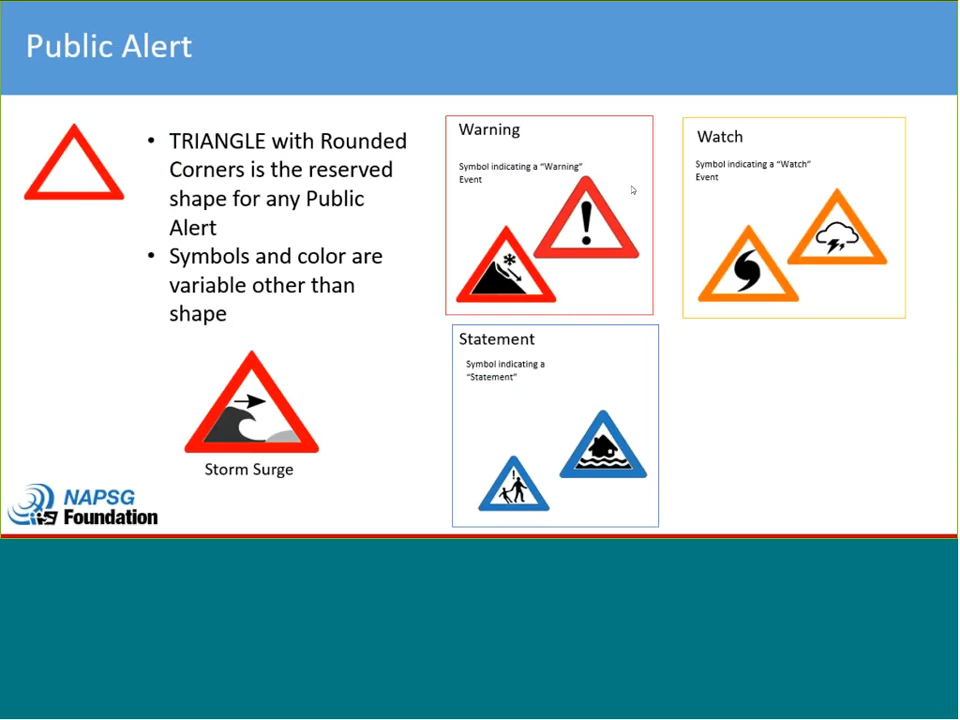 Public Alert
• TRIANGLE with Rounded
Corners is the reserved
shape for any Public
Alert
• Symbols and color are
variable other than
shape
Storm Surge
NAPSG
Foundation
Warning
Symbol indicating a “Warning”
Event
!
Watch
Symbol indicating a “Watch”
Event
Statement
Symbol indicating a
“Statement”
!